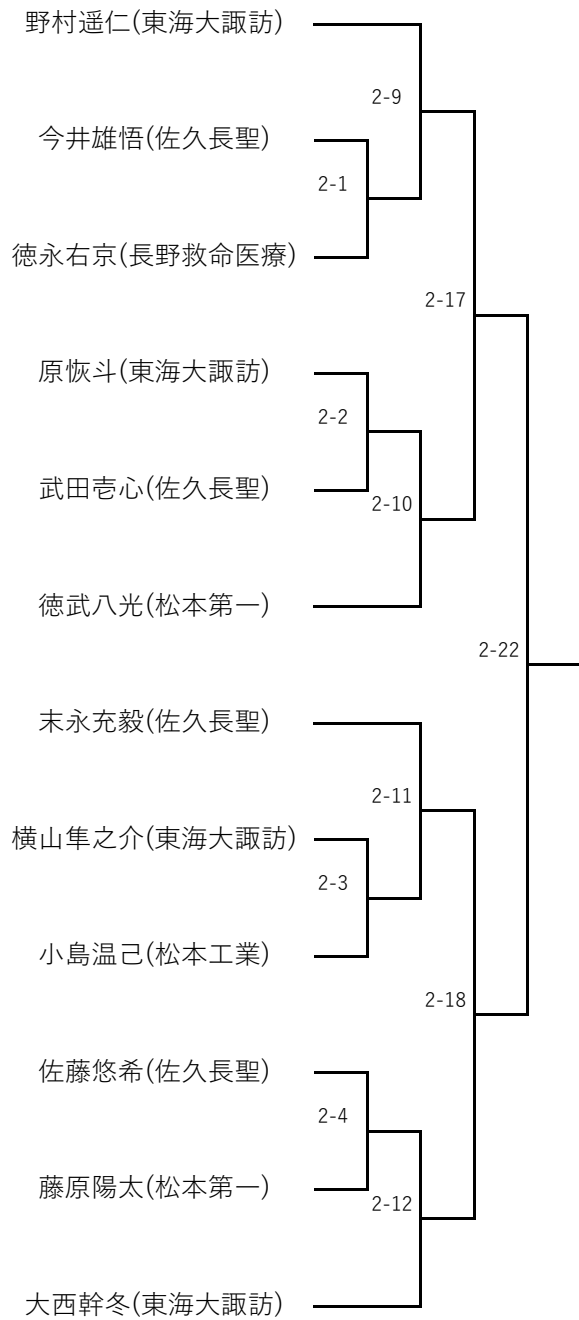 野村遥仁(東海大諏訪)
2-9
今井雄悟(佐久長聖)
2-1
徳永右京(長野救命医療)
2-17
原恢斗(東海大諏訪)
2-2
武田壱心(佐久長聖)
2-10
徳武八光(松本第一)
2-22
末永充毅(佐久長聖)
2-11
横山隼之介(東海大諏訪)
2-3
小島温己(松本工業)
2-18
佐藤悠希(佐久長聖)
2-4
藤原陽太(松本第一)
2-12
大西幹冬(東海大諏訪)